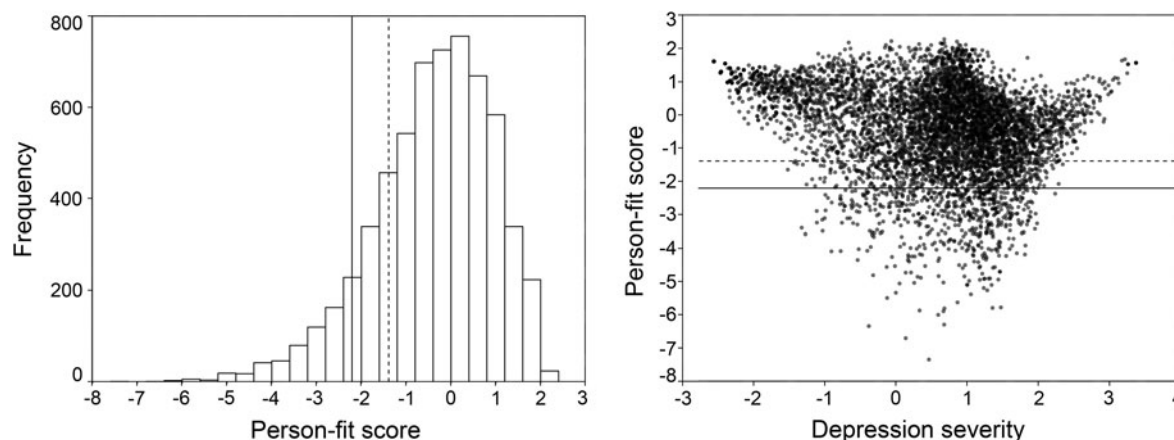 800
600
400
200
0
Frequency
-8 -7 -6 -5 -4 -3 -2 -1 0 1 2 3
Person-fit score
3
2
1
0
-1
-2
-3
-4
-5
-6
-7
-8
Person-fit score
-3 -2 -1 0 1 2 3 4
Depression severity